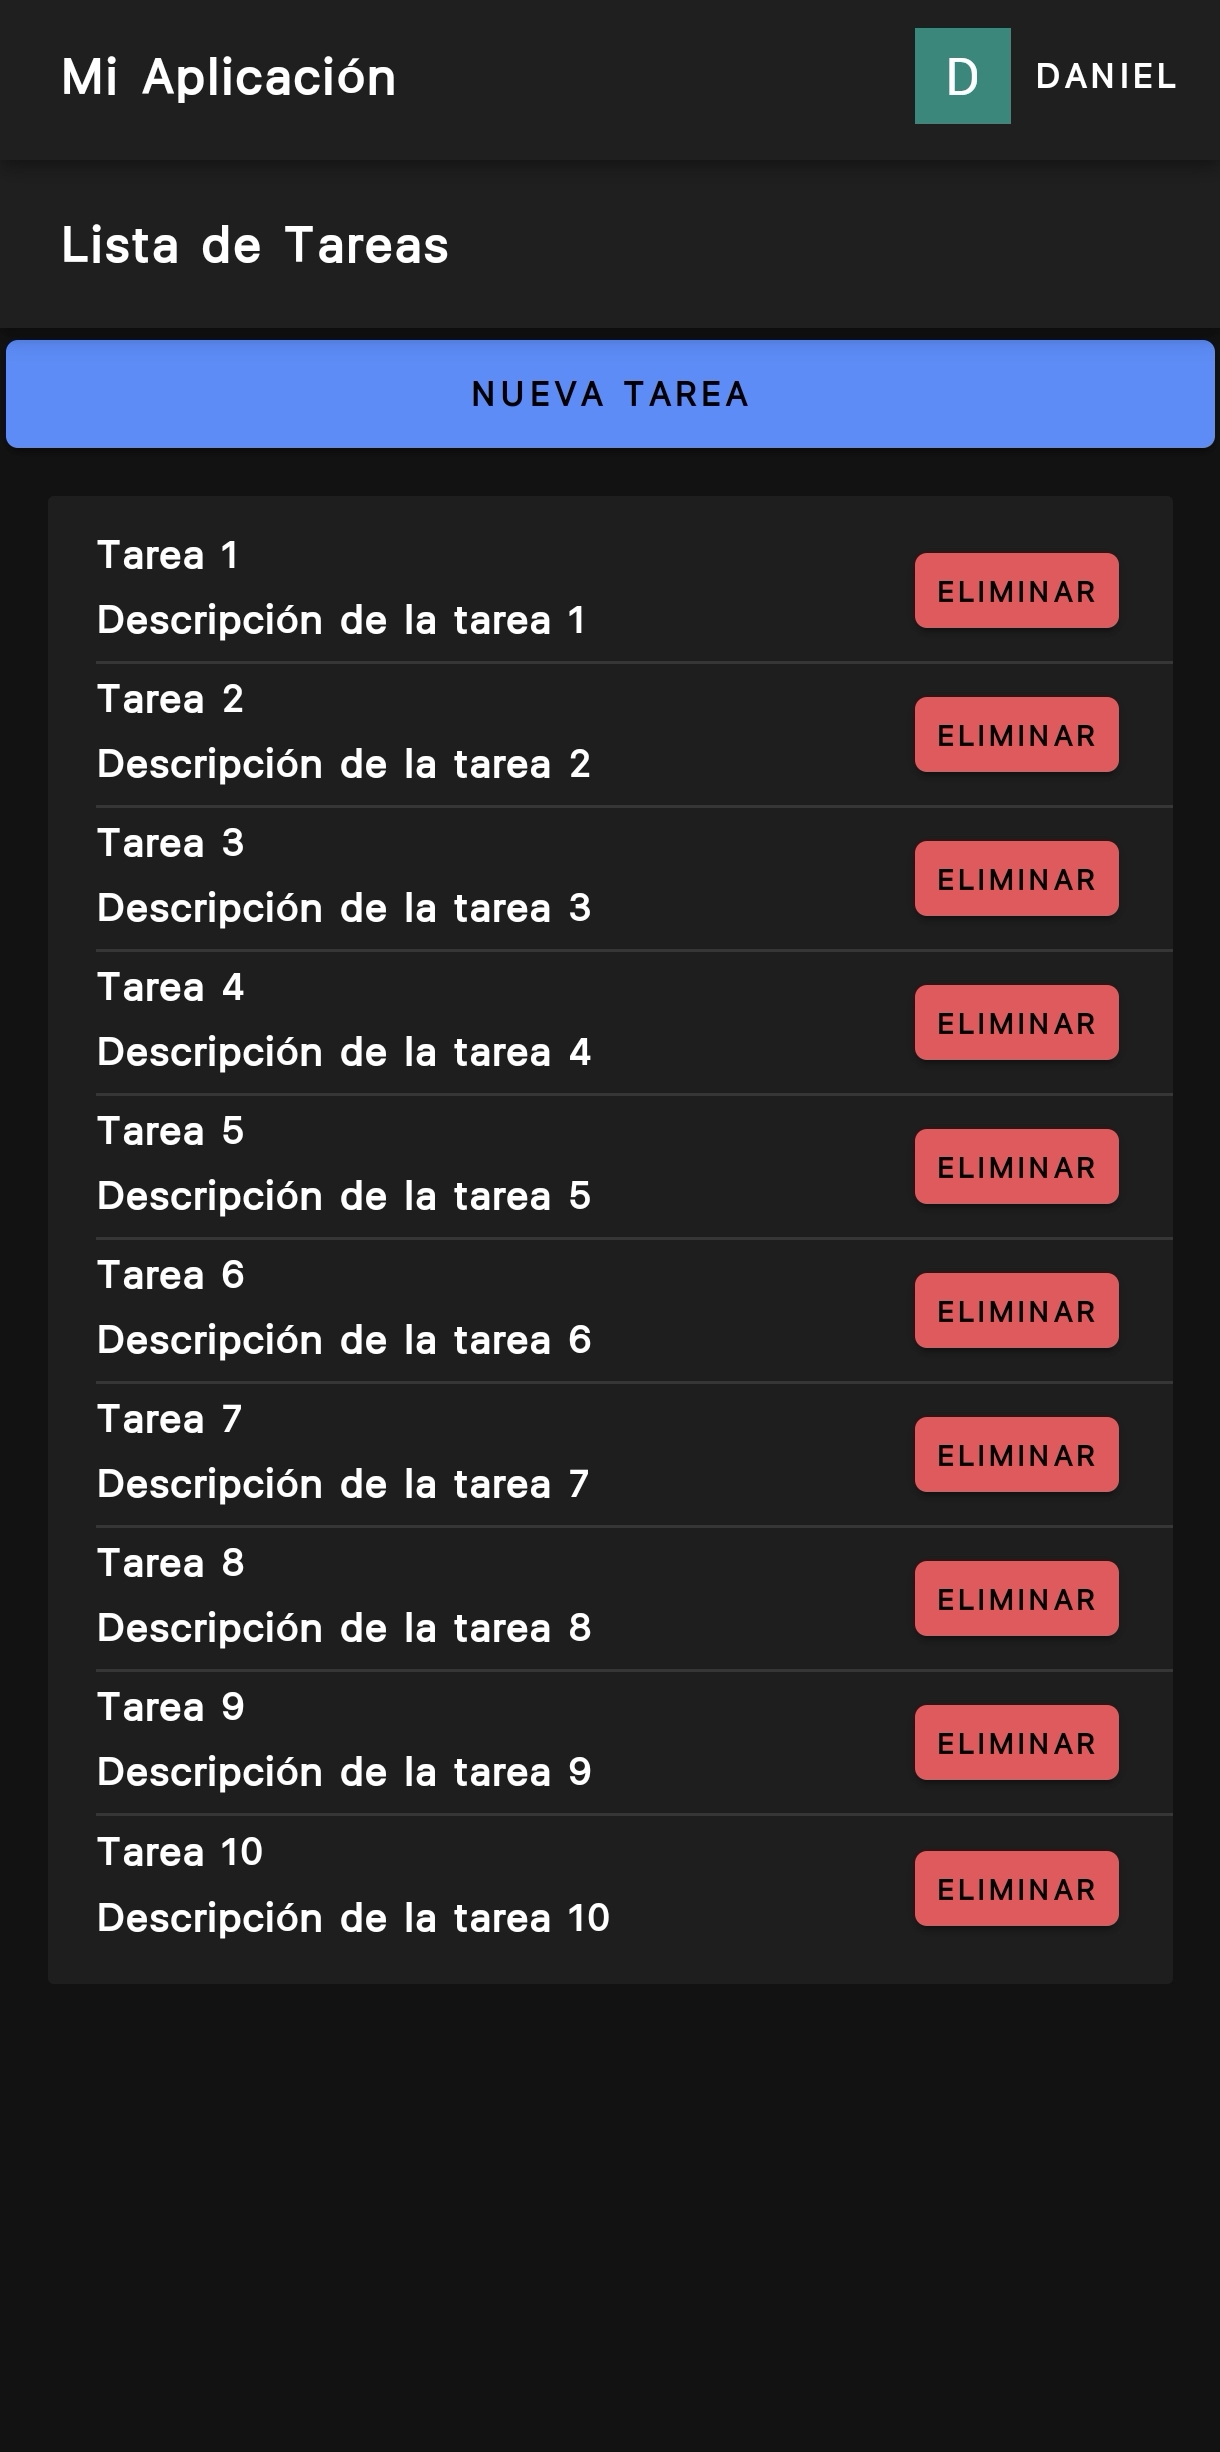 Mi Aplicación
D DANIEL
Lista de Tareas
NUEVA TAREA
Tarea 1
Descripción de la tarea 1
ELIMINAR
Tarea 2
Descripción de la tarea 2
ELIMINAR
Tarea 3
Descripción de la tarea 3
ELIMINAR
Tarea 4
Descripción de la tarea 4
ELIMINAR
Tarea 5
Descripción de la tarea 5
ELIMINAR
Tarea 6
Descripción de la tarea 6
ELIMINAR
Tarea 7
Descripción de la tarea 7
ELIMINAR
Tarea 8
Descripción de la tarea 8
ELIMINAR
Tarea 9
Descripción de la tarea 9
ELIMINAR
Tarea 10
Descripción de la tarea 10
ELIMINAR